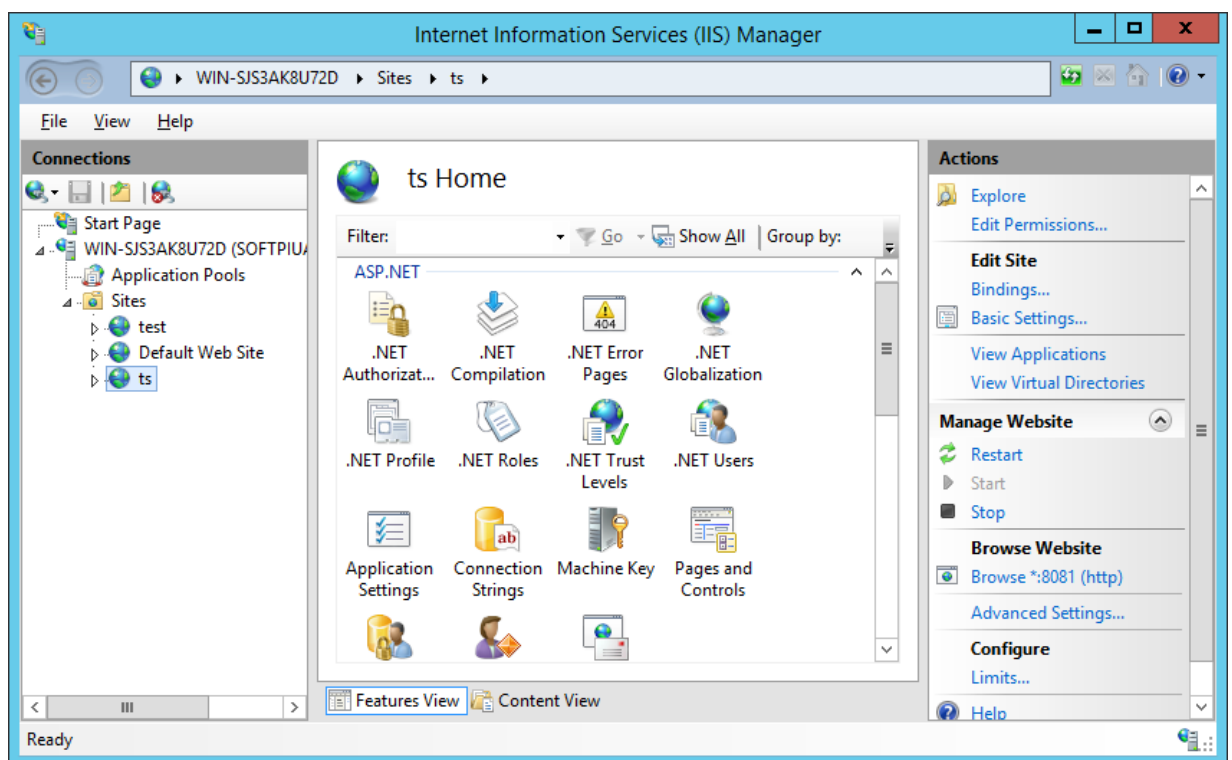 Internet Information Services (IIS) Manager
WIN-SJS3AK8U72D Sites ts
File View Help
Connections
Start Page
WIN-SJS3AK8U72D (SOFTPIUA
Application Pools
Sites
test
Default Web Site
ts
ts Home
Filter: Go Show All Group by:
ASP.NET
.NET Authorizat...
.NET Compilation
404
.NET Error Pages
.NET Globalization
.NET Profile
.NET Roles
.NET Trust Levels
.NET Users
Application Settings
ab
Connection Strings
Machine Key
Pages and Controls
Features View Content View
Actions
Explore
Edit Permissions...
Edit Site
Bindings...
Basic Settings...
View Applications
View Virtual Directories
Manage Website
Restart
Start
Stop
Browse Website
Browse *:8081 (http)
Advanced Settings...
Configure
Limits...
Help
Ready